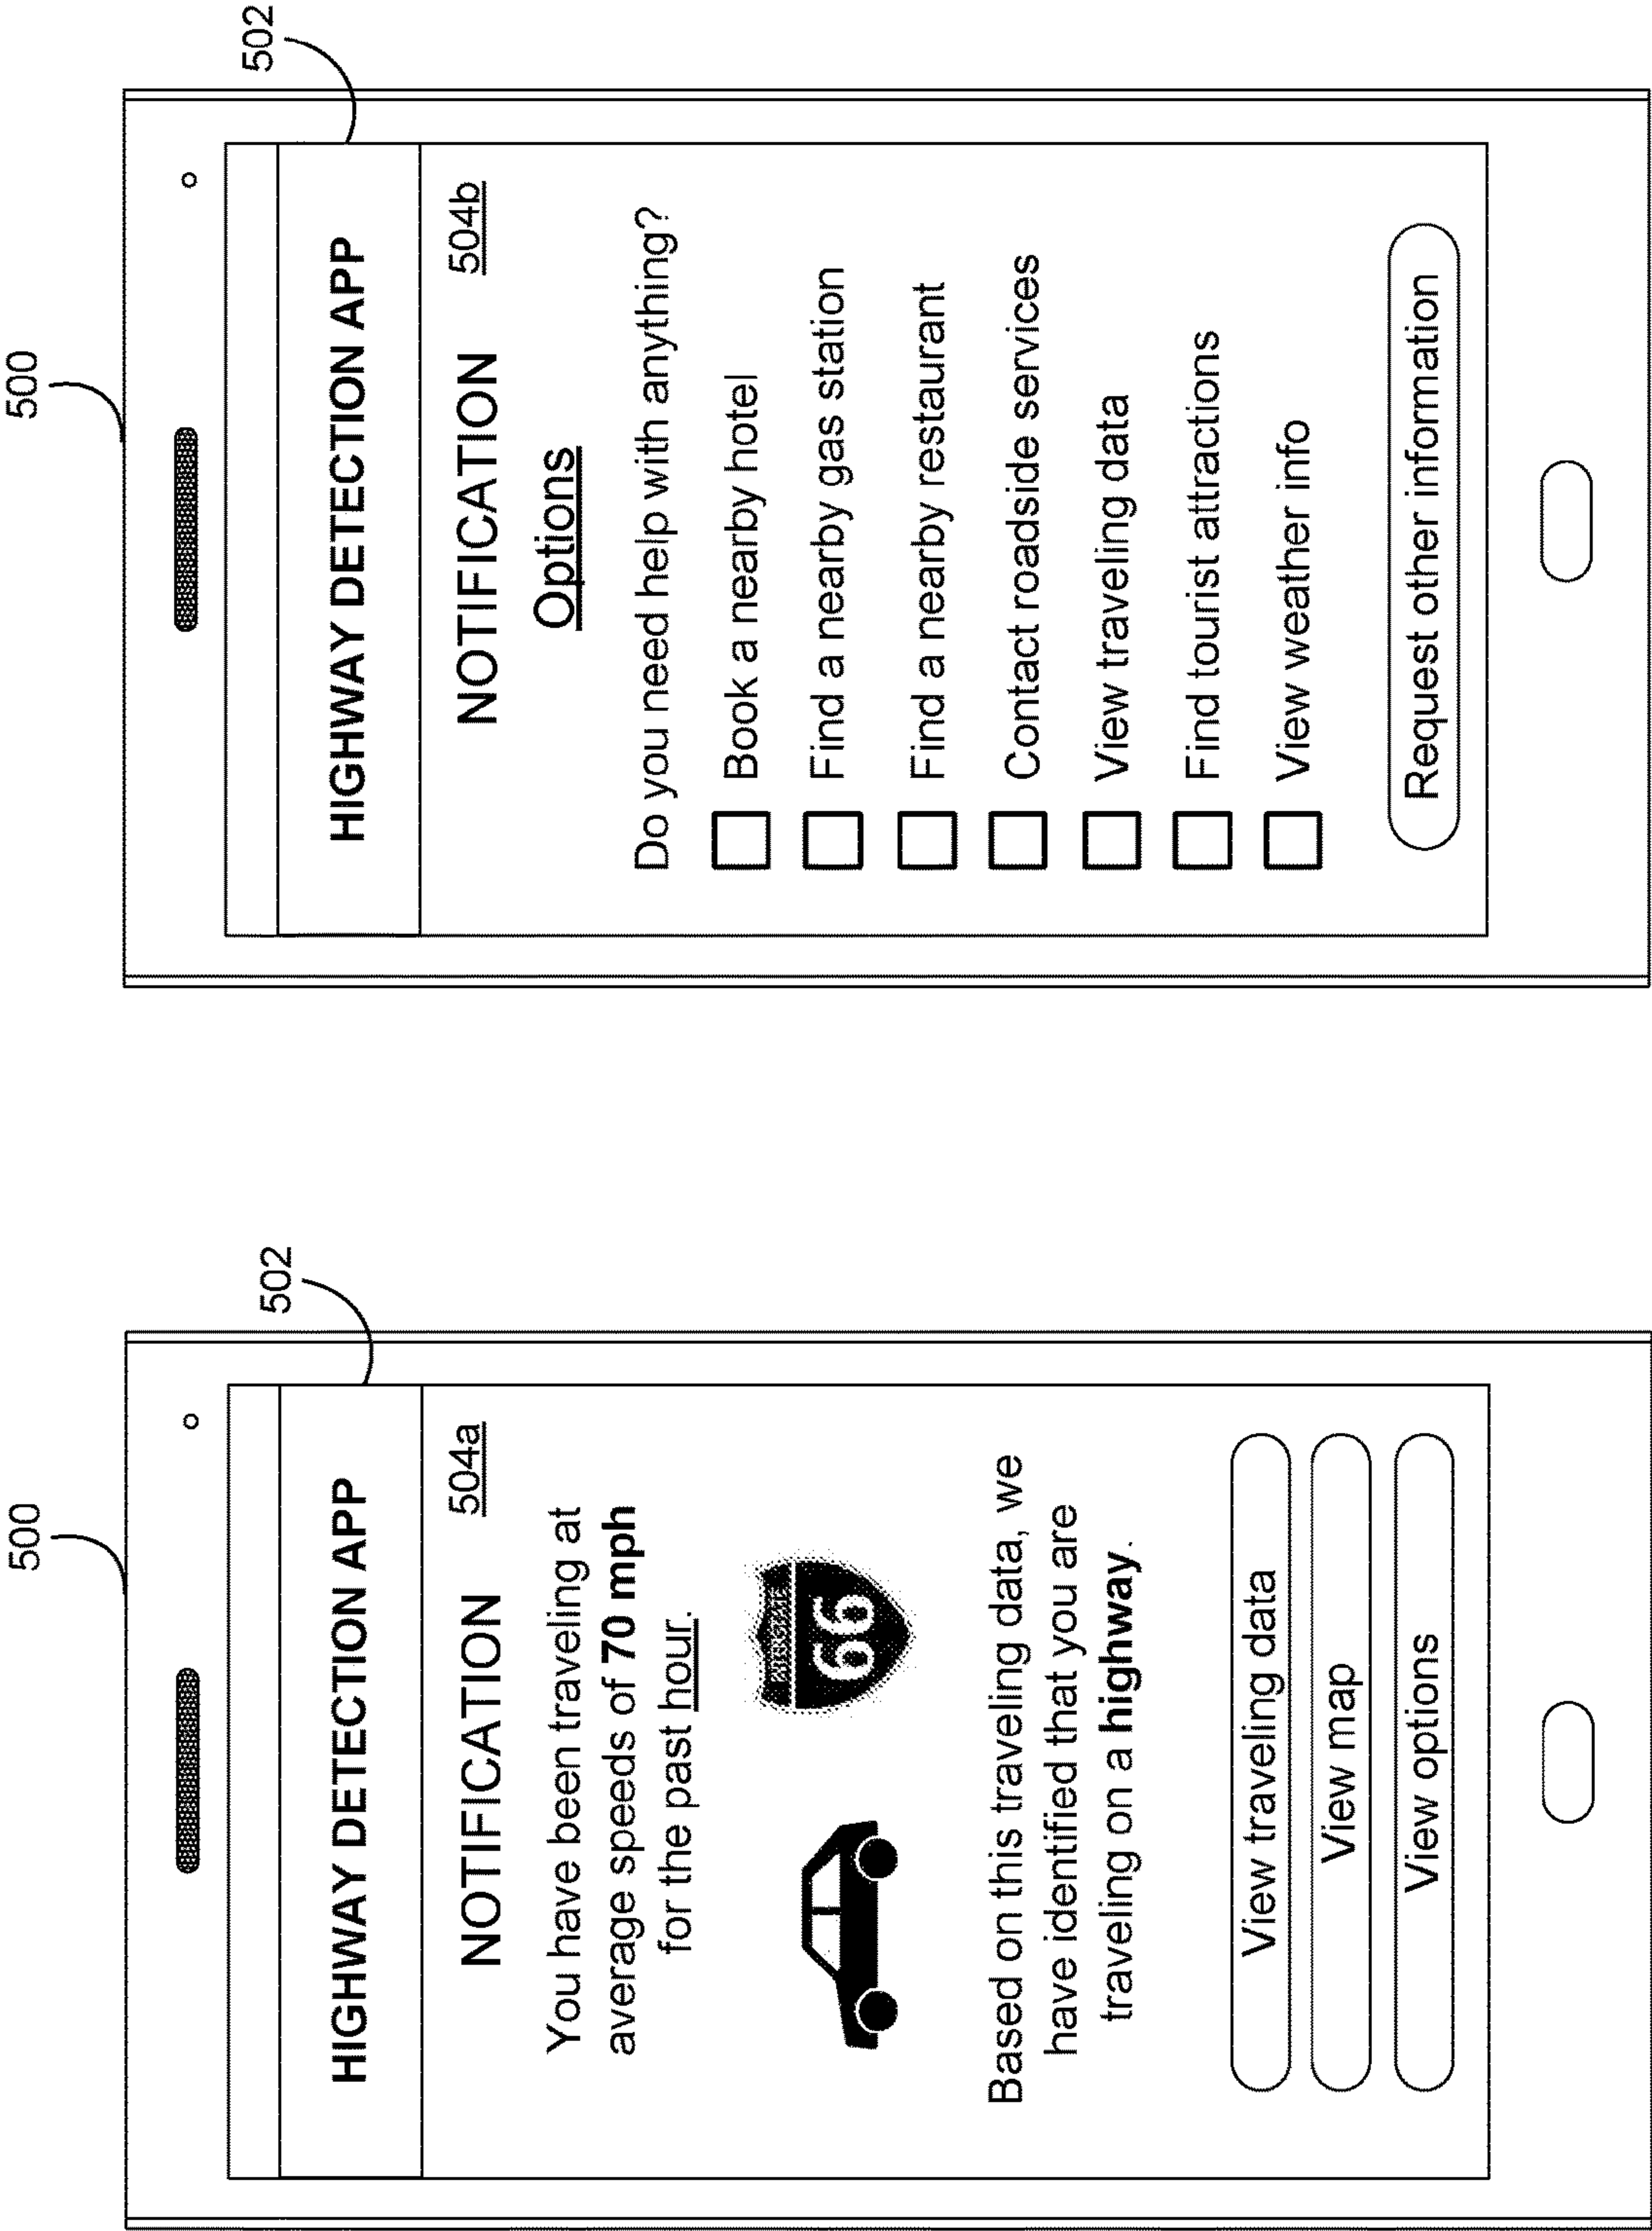 500
502
HIGHWAY DETECTION APP
NOTIFICATION
504a
You have been traveling at
average speeds of 70 mph
for the past hour.
66
Based on this traveling data, we
have identified that you are
traveling on a highway.
View traveling data
View map
View options
500
502
HIGHWAY DETECTION APP
NOTIFICATION
504b
Options
Do you need help with anything?
Book a nearby hotel
Find a nearby gas station
Find a nearby restaurant
Contact roadside services
View traveling data
Find tourist attractions
View weather info
Request other information